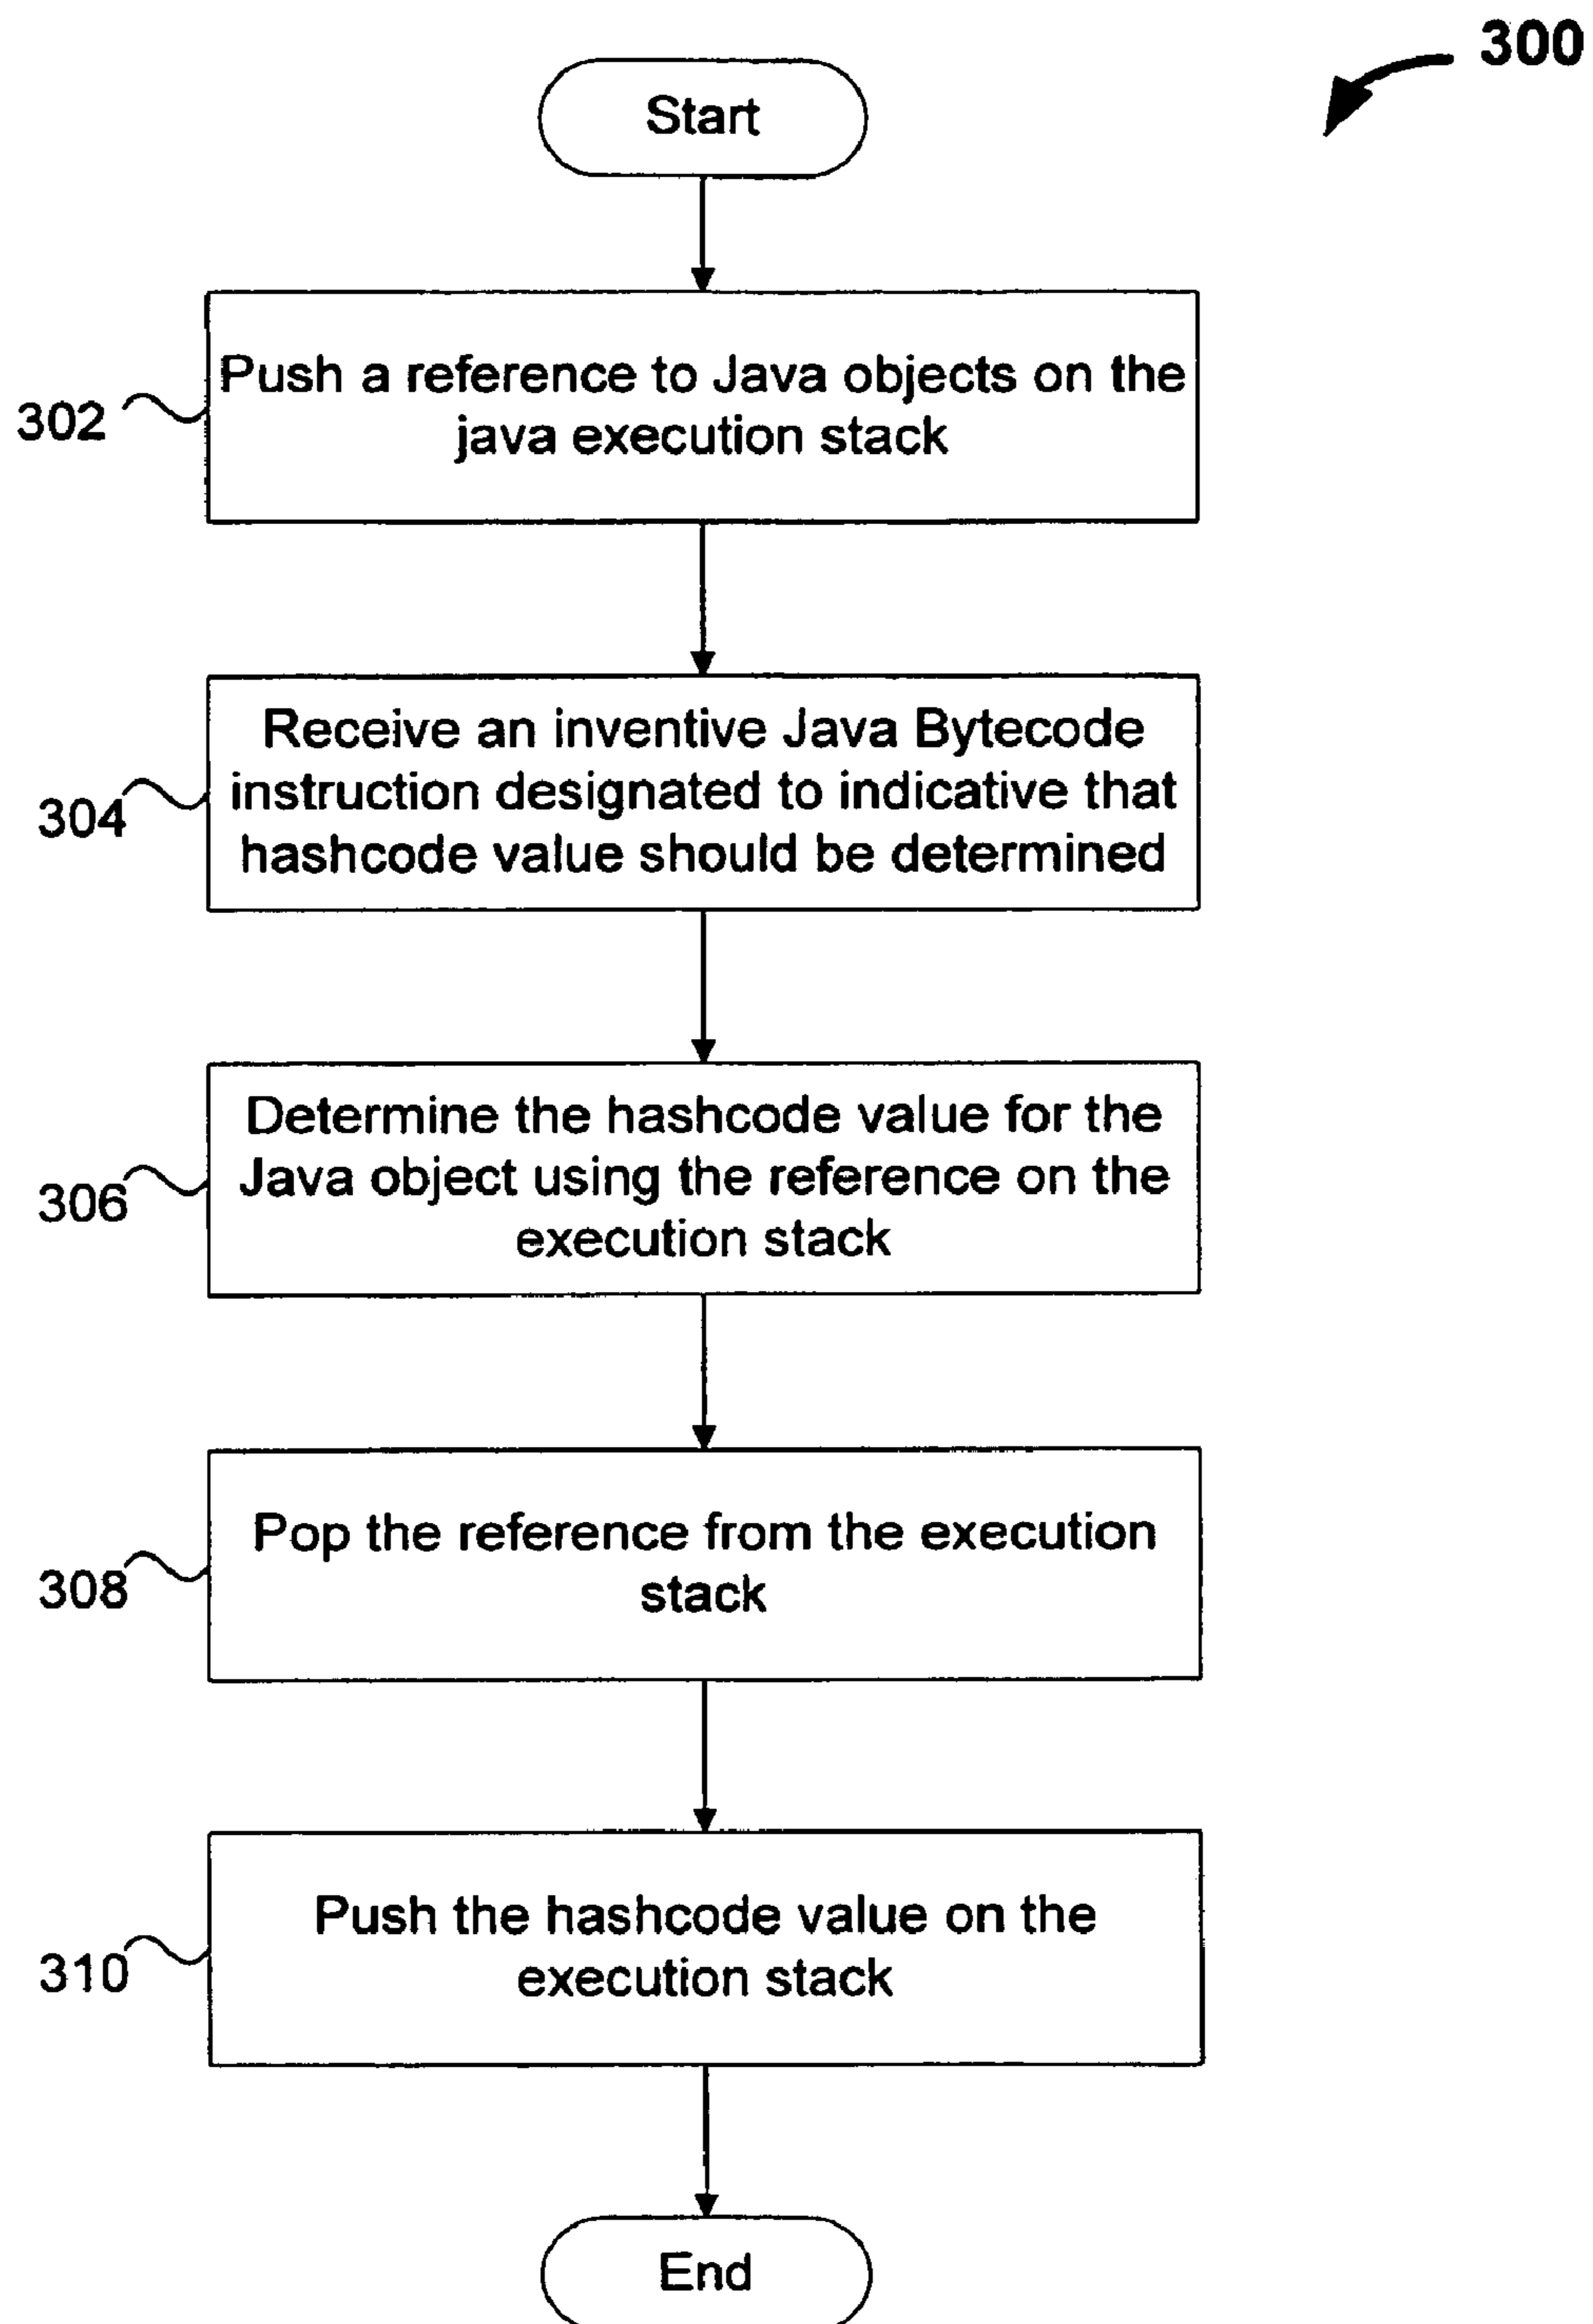 300
Start
302
Push a reference to Java objects on the
java execution stack
304
Receive an inventive Java Bytecode
instruction designated to indicative that
hashcode value should be determined
306
Determine the hashcode value for the
Java object using the reference on the
execution stack
308
Pop the reference from the execution
stack
310
Push the hashcode value on the
execution stack
End